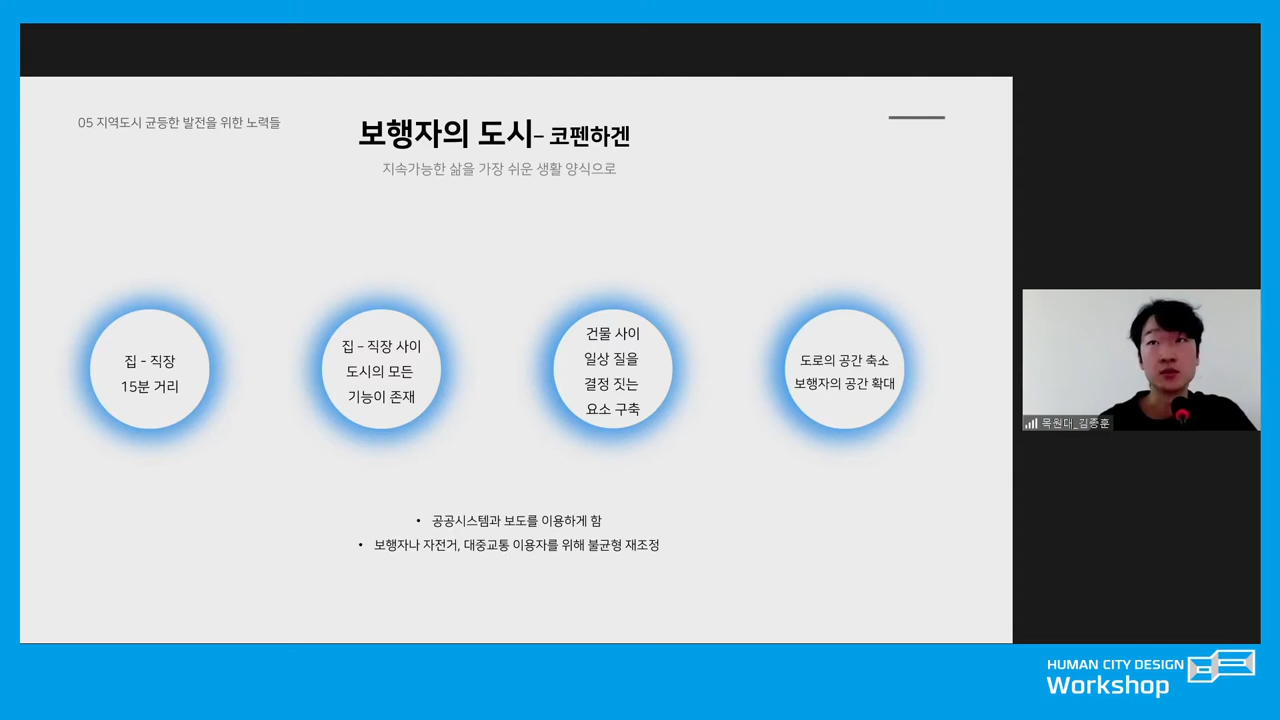 05 지역도시 균등한 발전을 위한 노력들
보행자의 도시– 코펜하겐
지속가능한 삶을 가장 쉬운 생활 양식으로
집 - 직장
15분 거리
집 – 직장 사이
도시의 모든
기능이 존재
건물 사이
일상 질을
결정 짓는
요소 구축
도로의 공간 축소
보행자의 공간 확대
• 공공시스템과 보도를 이용하게 함
• 보행자나 자전거, 대중교통 이용자를 위해 불균형 재조정
목원대_김종훈
HUMAN CITY DESIGN
Workshop